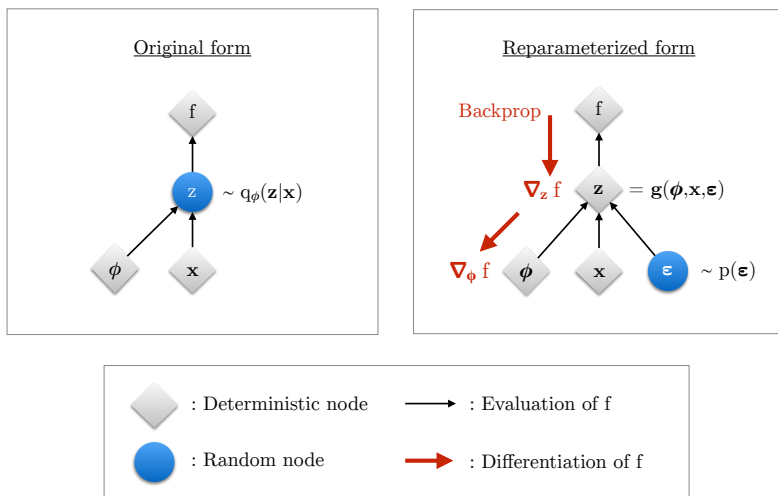 Original form
f
z ~ qϕ(z|x)
ϕ x
Reparameterized form
Backprop f
∇z f z = g(ϕ,x,ε)
∇ϕ f ϕ x ε ~ p(ε)
: Deterministic node : Evaluation of f
: Random node : Differentiation of f